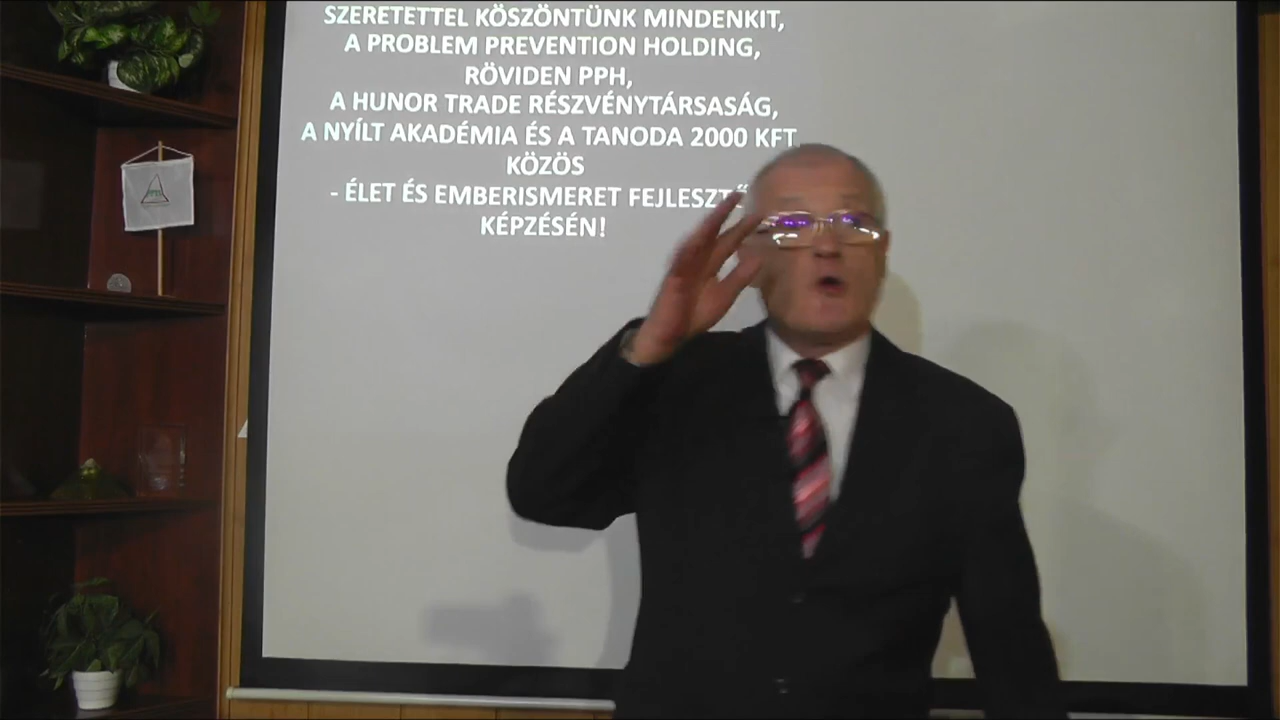 SZERETETTEL KÖSZÖNTÜNK MINDENKIT,
A PROBLEM PREVENTION HOLDING,
RÖVIDEN PPH,
A HUNOR TRADE RÉSZVÉNYTÁRSASÁG,
A NYÍLT AKADÉMIA ÉS A TANODA 2000 KFT.
KÖZÖS
- ÉLET ÉS EMBERISMERET FEJLESZTŐ
KÉPZÉSÉN!